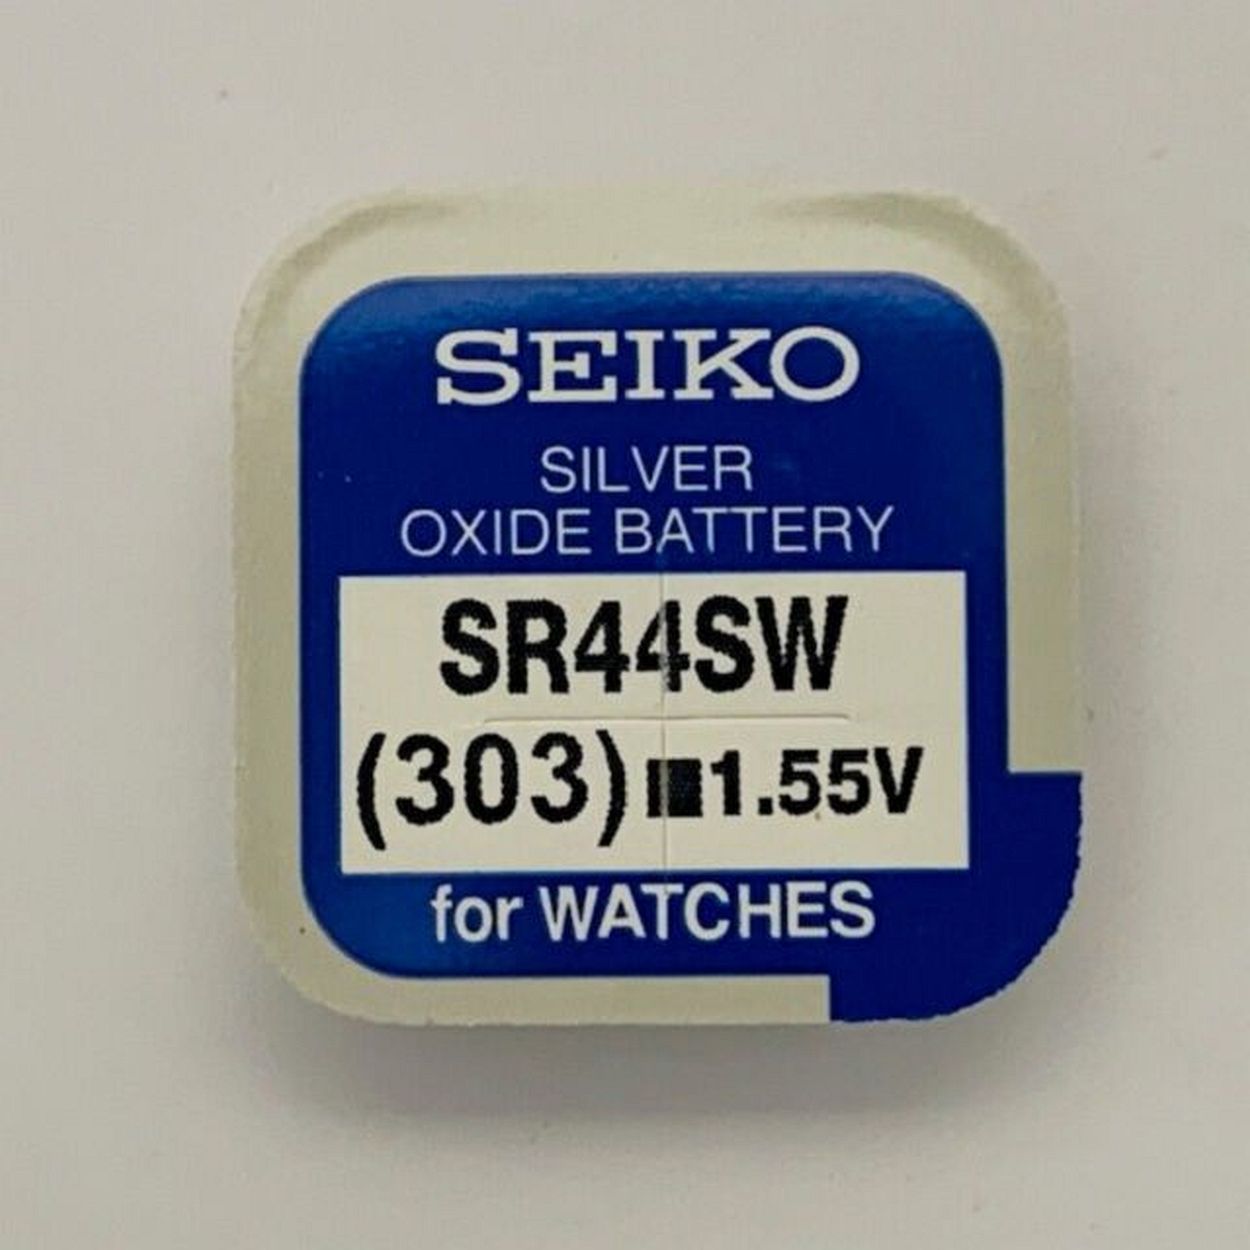 SEIKO
SILVER
OXIDE BATTERY
SR44SW
(303) ■1.55V
for WATCHES